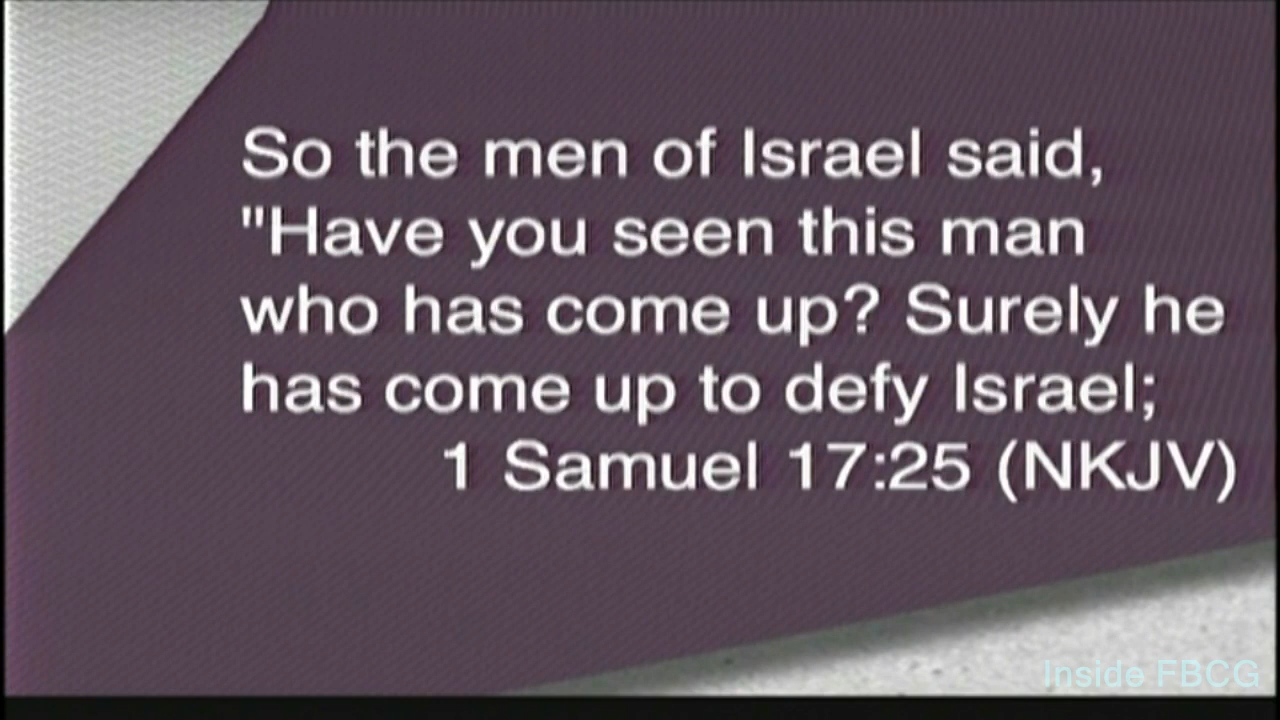 So the men of Israel said,
"Have you seen this man
who has come up? Surely he
has come up to defy Israel;
1 Samuel 17:25 (NKJV)
Inside FBCG